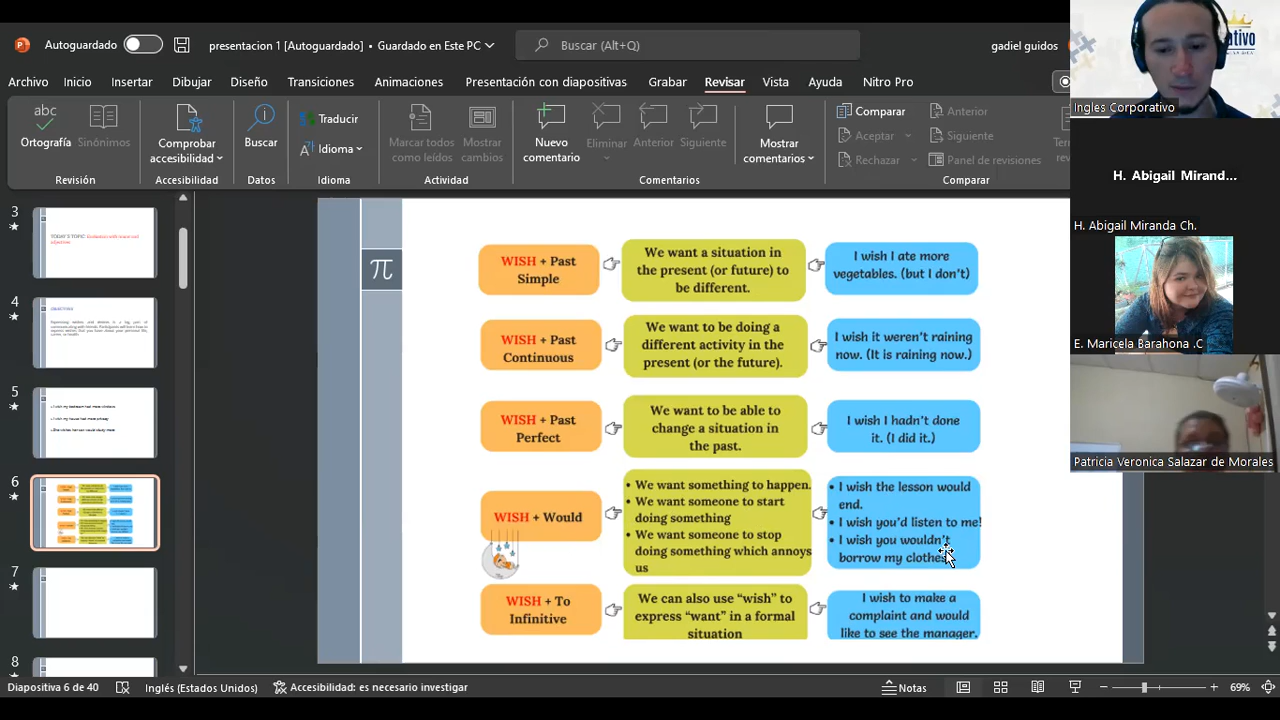 Autoguardado
presentacion 1 [Autoguardado] • Guardado en Este PC
Buscar (Alt+Q)
gadiel guidos
Archivo Inicio Insertar Dibujar Diseño Transiciones Animaciones Presentación con diapositivas Grabar Revisar Vista Ayuda Nitro Pro
abc
Ortografía
Sinónimos
Revisión
Comprobar
accesibilidad
Accesibilidad
Buscar
Datos
Traducir
Idioma
Idioma
Marcar todos
como leídos
Mostrar
cambios
Actividad
Nuevo
comentario
Eliminar
Anterior
Siguiente
Mostrar
comentarios
Comentarios
Comparar
Aceptar
Rechazar
Anterior
Siguiente
Panel de revisiones
Comparar
Ingles Corporativo
H. Abigail Mirand...
H. Abigail Miranda Ch.
E. Maricela Barahona .C
Patricia Veronica Salazar de Morales
3
4
5
6
7
8
π
WISH + Past
Simple
We want a situation in
the present (or future) to
be different.
I wish I ate more
vegetables. (but I don't)
WISH + Past
Continuous
We want to be doing a
different activity in the
present (or the future).
I wish it weren't raining
now. (It is raining now.)
WISH + Past
Perfect
We want to be able to
change a situation in
the past.
I wish I hadn't done
it. (I did it.)
WISH + Would
• We want something to happen.
• We want someone to start
doing something
• We want someone to stop
doing something which annoys
us
• I wish the lesson would
end.
• I wish you'd listen to me!
• I wish you wouldn't
borrow my clothes
WISH + To
Infinitive
We can also use "wish" to
express "want" in a formal
situation
I wish to make a
complaint and would
like to see the manager.
Diapositiva 6 de 40
Inglés (Estados Unidos)
Accesibilidad: es necesario investigar
Notas
69%